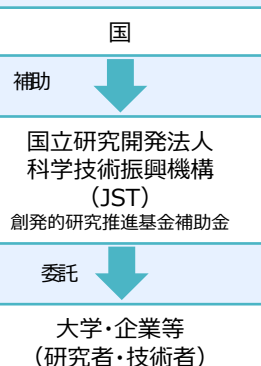 国
補助
国立研究開発法人
科学技術振興機構
（JST）
創発的研究推進基金補助金
委託
大学・企業等
（研究者・技術者）